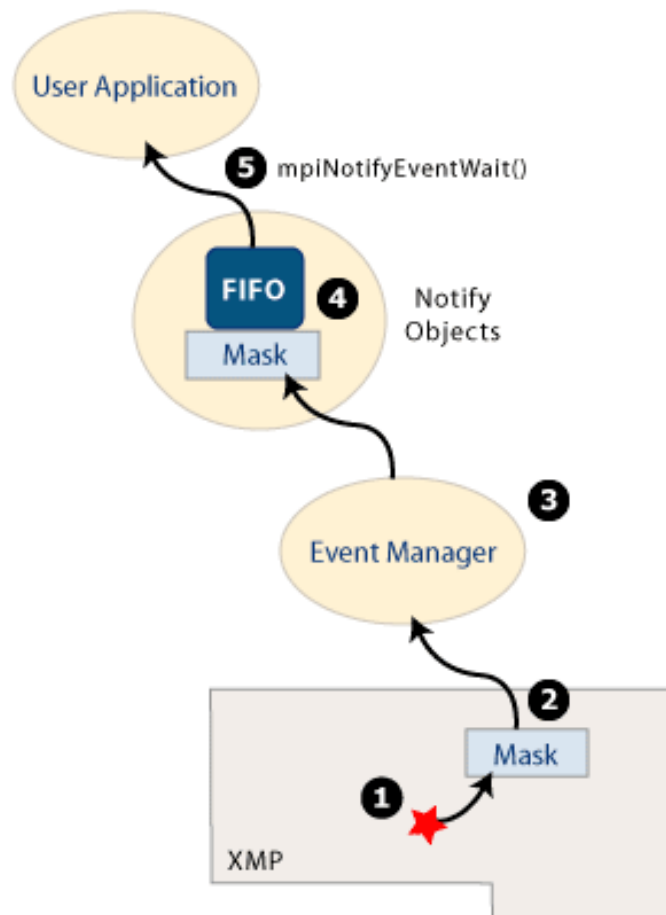 User Application
5 mpiNotifyEventWait()
FIFO
4
Notify
Objects
Mask
3
Event Manager
2
Mask
1
XMP